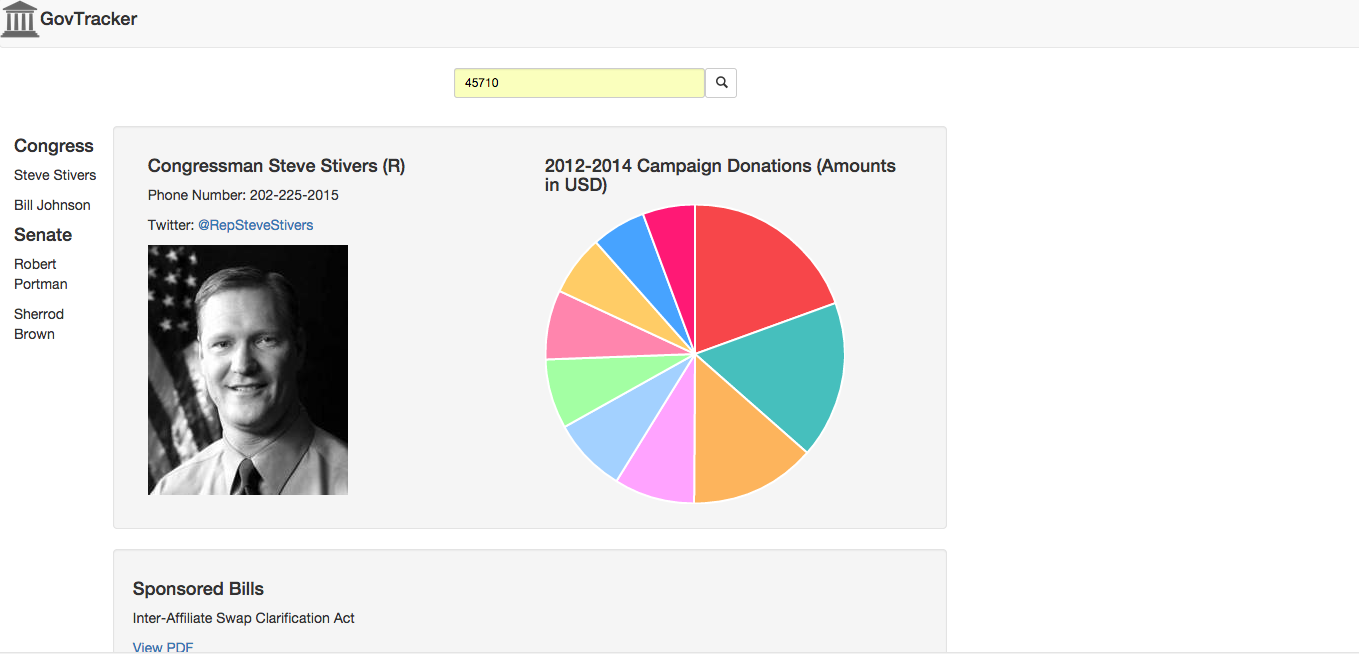 GovTracker
45710
Congress
Steve Stivers
Bill Johnson
Senate
Robert
Portman
Sherrod
Brown
Congressman Steve Stivers (R)
Phone Number: 202-225-2015
Twitter: @RepSteveStivers
2012-2014 Campaign Donations (Amounts
in USD)
Sponsored Bills
Inter-Affiliate Swap Clarification Act
View PDF